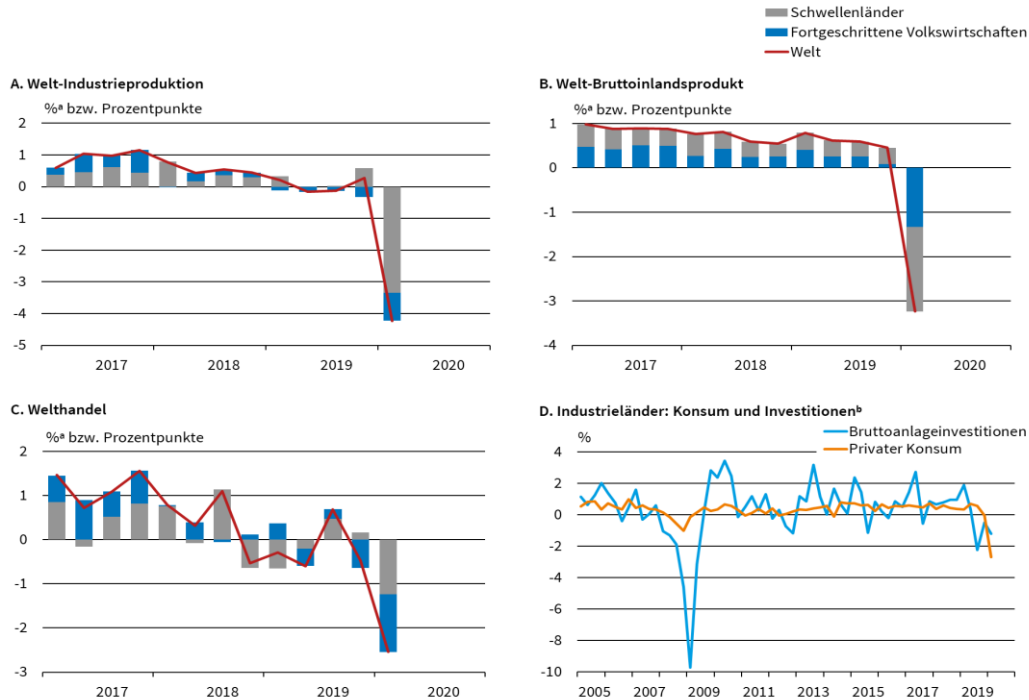 Schwellenländer
Fortgeschrittene Volkswirtschaften
Welt
A. Welt-Industrieproduktion
%ᵃ bzw. Prozentpunkte
2
1
0
-1
-2
-3
-4
-5
2017 2018 2019 2020
B. Welt-Bruttoinlandsprodukt
%ᵃ bzw. Prozentpunkte
1
0
-1
-2
-3
-4
2017 2018 2019 2020
C. Welthandel
%ᵃ bzw. Prozentpunkte
2
1
0
-1
-2
-3
2017 2018 2019 2020
D. Industrieländer: Konsum und Investitionenᵇ
%
Bruttoanlageinvestitionen
Privater Konsum
4
2
0
-2
-4
-6
-8
-10
2005 2007 2009 2011 2013 2015 2017 2019